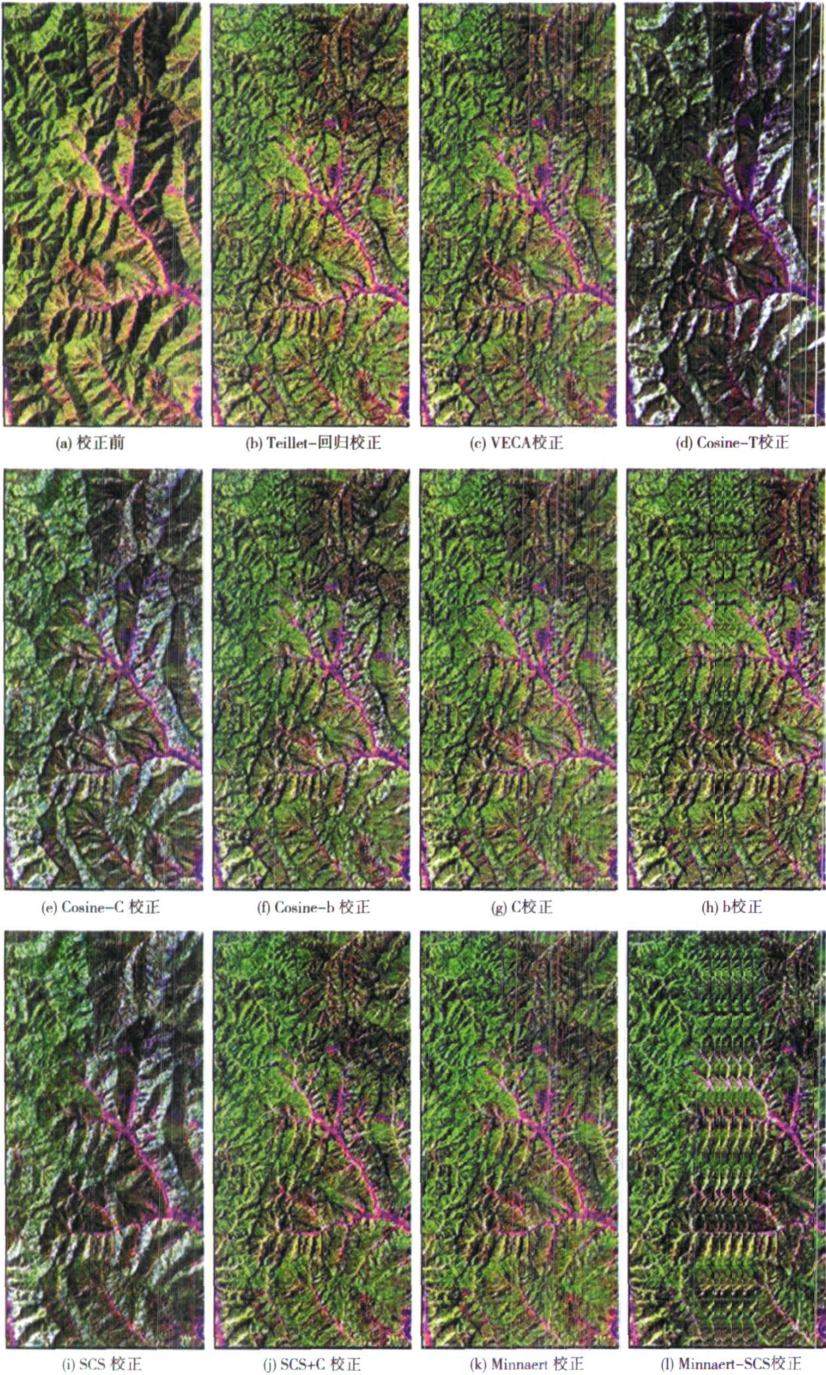 (a) 校正前
(b) Teillet-回归校正
(c) VECA校正
(d) Cosine-T校正
(e) Cosine-C 校正
(f) Cosine-b 校正
(g) C校正
(h) b校正
(i) SCS 校正
(j) SCS+C 校正
(k) Minnaert 校正
(l) Minnaert-SCS校正